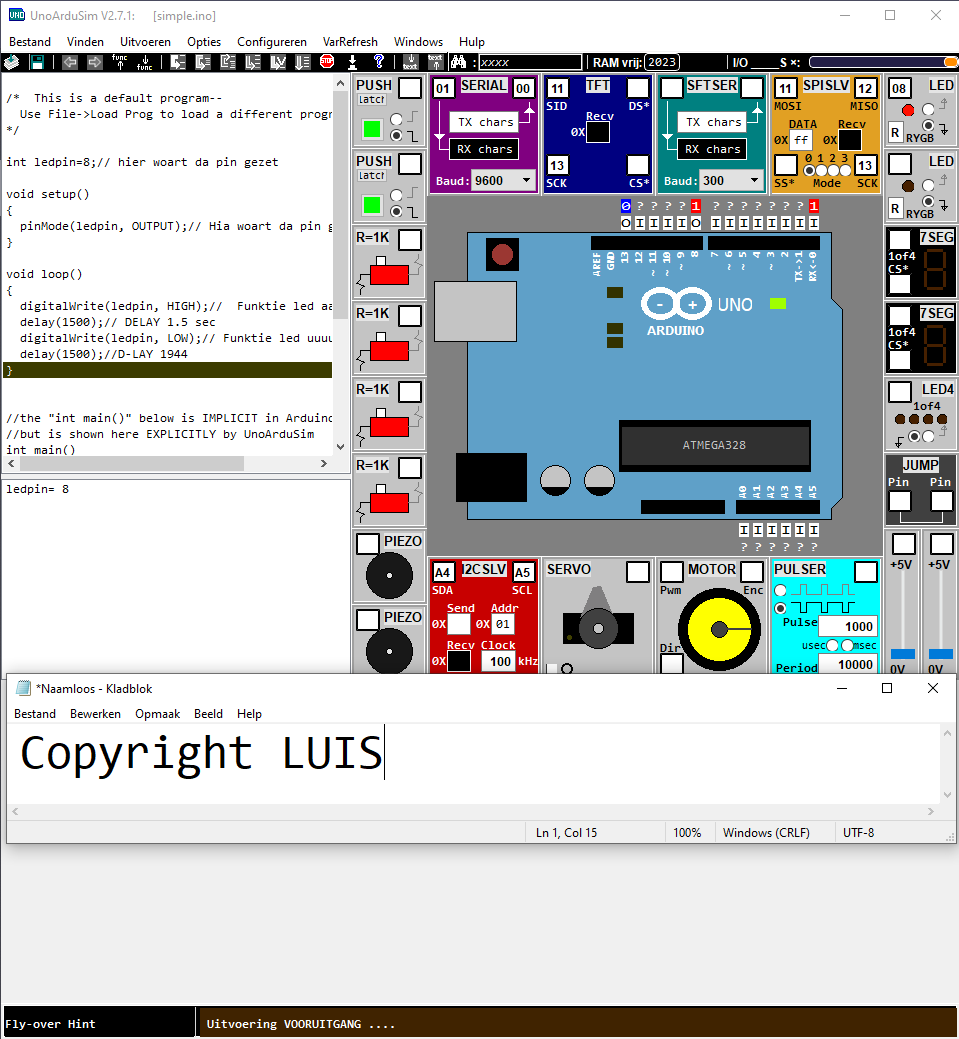 UnoArduSim V2.7.1: [simple.ino]
Bestand Vinden Uitvoeren Opties Configureren VarRefresh Windows Help
func func STOP ? text text : xxxx RAM vrij: 2023 I/O ____S ×:
/* This is a default program--
Use File->Load Prog to load a different progr
*/
int ledpin=8;// hier woart da pin gezet
void setup()
{
pinMode(ledpin, OUTPUT);// Hia woart da pin g
}
void loop()
{
digitalWrite(ledpin, HIGH);// Funktie led aa
delay(1500);// DELAY 1.5 sec
digitalWrite(ledpin, LOW);// Funktie led uuuu
delay(1500);//D-LAY 1944
}
//the "int main()" below is IMPLICIT in Arduino
//but is shown here EXPLICITLY by UnoArduSim
int main()
ledpin= 8
PUSH
latch
PUSH
latch
R=1K
R=1K
R=1K
R=1K
PIEZO
PIEZO
01 SERIAL 00
TX chars
RX chars
Baud: 9600
11 TFT
SID DS*
Recv
0X
13
SCK CS*
SFTSER
TX chars
RX chars
Baud: 300
11 SPISLV 12
MOSI MISO
DATA Recv
0X ff 0X
0 1 2 3 13
SS* Mode SCK
08 LED
R RYGB
LED
R RYGB
7SEG
1of4
CS*
7SEG
1of4
CS*
LED4
1of4
JUMP
Pin Pin
+5V +5V
0V 0V
0 ? ? ? ? 1 ? ? ? ? ? ? ? 1
O I I I I O I I I I I I I I
AREF GND 13 12 ~ 11 ~ 10 ~ 9 8 7 ~ 6 ~ 5 4 ~ 3 2 TX->1 RX<-0
- + UNO
ARDUINO
ATMEGA328
A0 A1 A2 A3 A4 A5
I I I I I I
? ? ? ? ? ?
A4 I2CSLV A5
SDA SCL
Send Addr
0X 0X 01
Recv Clock
0X 100 kHz
SERVO
MOTOR
Pwm Enc
Dir
PULSER
Pulse 1000
usec msec
Period 10000
*Naamloos - Kladblok
Bestand Bewerken Opmaak Beeld Help
Copyright LUIS
Ln 1, Col 15 100% Windows (CRLF) UTF-8
Fly-over Hint Uitvoering VOORUITGANG ....